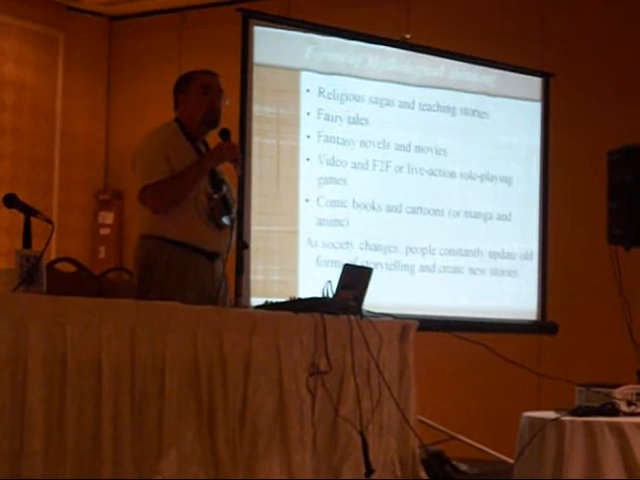 Forms of Mythological thinking
• Religious sagas and teaching stories.
• Fairy tales.
• Fantasy novels and movies.
• Video and F2F or live-action role-playing
games
• Comic books and cartoons (or manga and
anime)
As society changes, people constantly update old
forms of storytelling and create new stories.